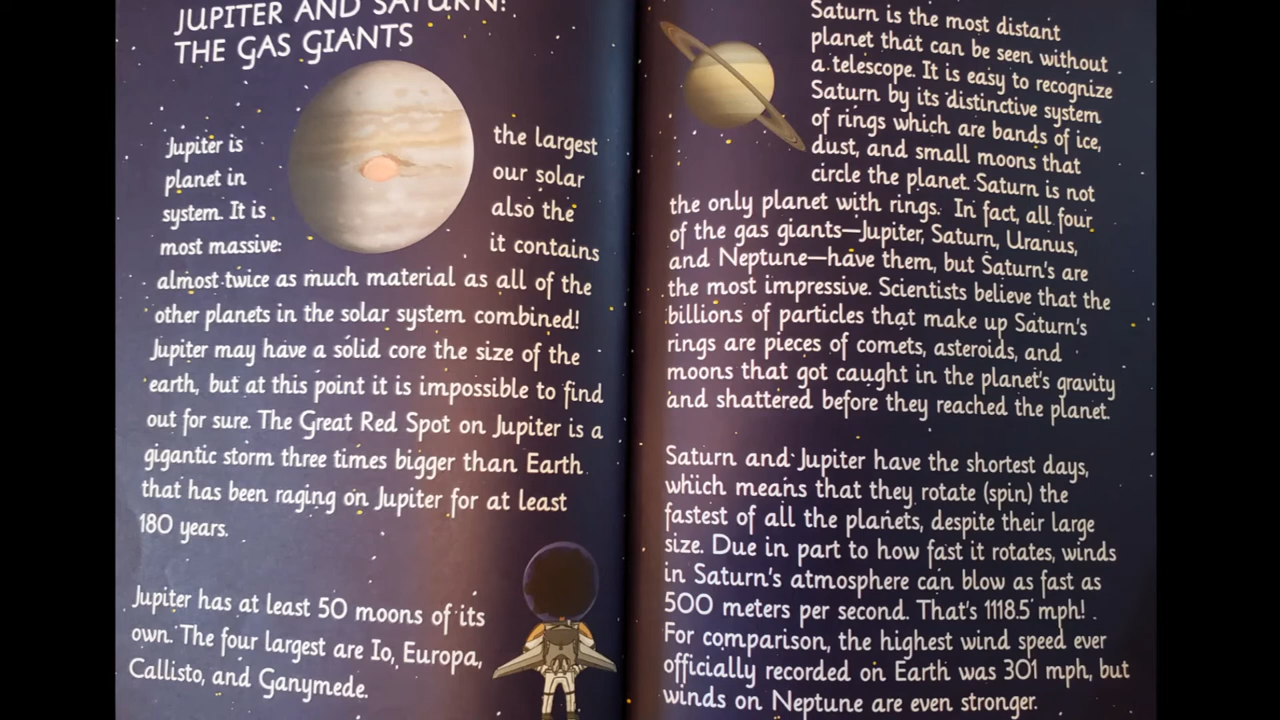 JUPITER AND SATURN:
THE GAS GIANTS
Jupiter is the largest
planet in our solar
system. It is also the
most massive: it contains
almost twice as much material as all of the
other planets in the solar system combined!
Jupiter may have a solid core the size of the
earth, but at this point it is impossible to find
out for sure. The Great Red Spot on Jupiter is a
gigantic storm three times bigger than Earth
that has been raging on Jupiter for at least
180 years.
Jupiter has at least 50 moons of its
own. The four largest are Io, Europa,
Callisto, and Ganymede.
Saturn is the most distant
planet that can be seen without
a telescope. It is easy to recognize
Saturn by its distinctive system
of rings which are bands of ice,
dust, and small moons that
circle the planet. Saturn is not
the only planet with rings. In fact, all four
of the gas giants—Jupiter, Saturn, Uranus,
and Neptune—have them, but Saturn's are
the most impressive. Scientists believe that the
billions of particles that make up Saturn's
rings are pieces of comets, asteroids, and
moons that got caught in the planet's gravity
and shattered before they reached the planet.
Saturn and Jupiter have the shortest days,
which means that they rotate (spin) the
fastest of all the planets, despite their large
size. Due in part to how fast it rotates, winds
in Saturn's atmosphere can blow as fast as
500 meters per second. That's 1118.5 mph!
For comparison, the highest wind speed ever
officially recorded on Earth was 301 mph, but
winds on Neptune are even stronger.